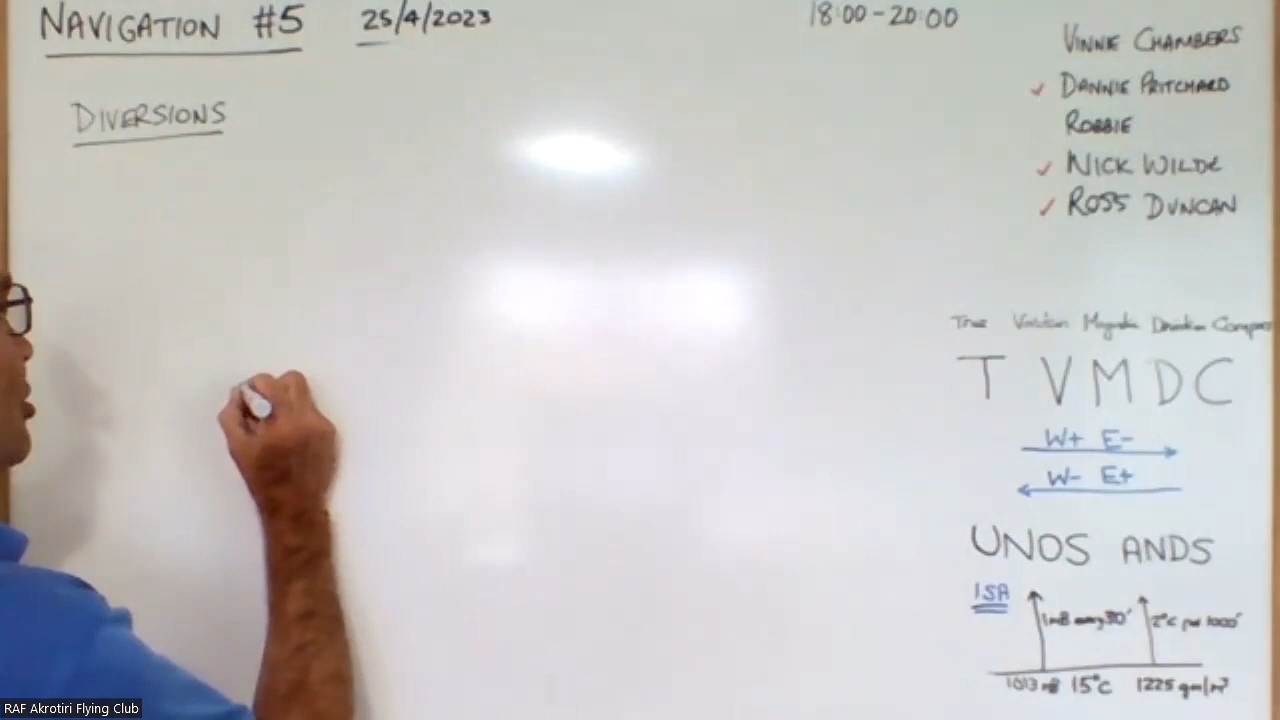 NAVIGATION #5 25/4/2023 18:00-20:00
DIVERSIONS
VINNIE CHAMBERS
✓ DANNIE PRITCHARD
ROBBIE
✓ NICK WILDE
✓ ROSS DUNCAN
True Variation Magnetic Deviation Compass
T V M D C
W+ E-
W- E+
UNOS ANDS
ISA
1mB every 30' 2°C per 1000'
1013 mB 15°C 1225 gm/m³
RAF Akrotiri Flying Club